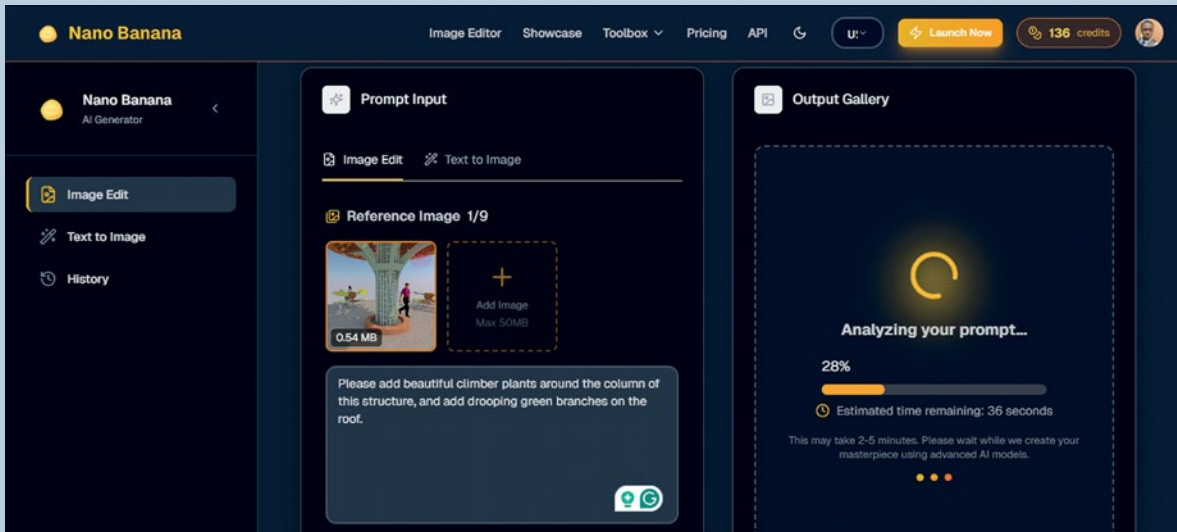 Nano Banana
Image Editor
Showcase
Toolbox
Pricing
API
Launch Now
136 credits
Nano Banana
AI Generator
Image Edit
Text to Image
History
Prompt Input
Image Edit
Text to Image
Reference Image 1/9
0.54 MB
Add Image
Max 50MB
Please add beautiful climber plants around the column of
this structure, and add drooping green branches on the
roof.
Output Gallery
Analyzing your prompt...
28%
Estimated time remaining: 36 seconds
This may take 2-5 minutes. Please wait while we create your
masterpiece using advanced AI models.